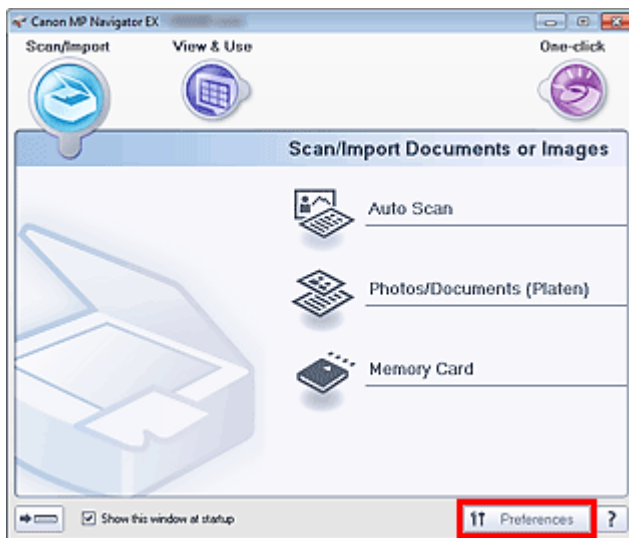 Canon MP Navigator EX
Scan/Import
View & Use
One-click
Scan/Import Documents or Images
Auto Scan
Photos/Documents (Platen)
Memory Card
Show this window at startup
Preferences
?